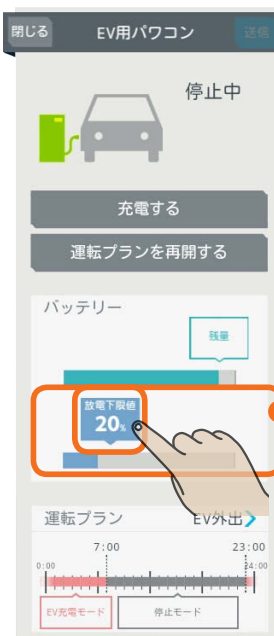 閉じる EV用パワコン 送信
停止中
充電する
運転プランを再開する
バッテリー
残量
放電下限値
20%
運転プラン EV外出
7:00 23:00
0:00 24:00
EV充電モード 停止モード